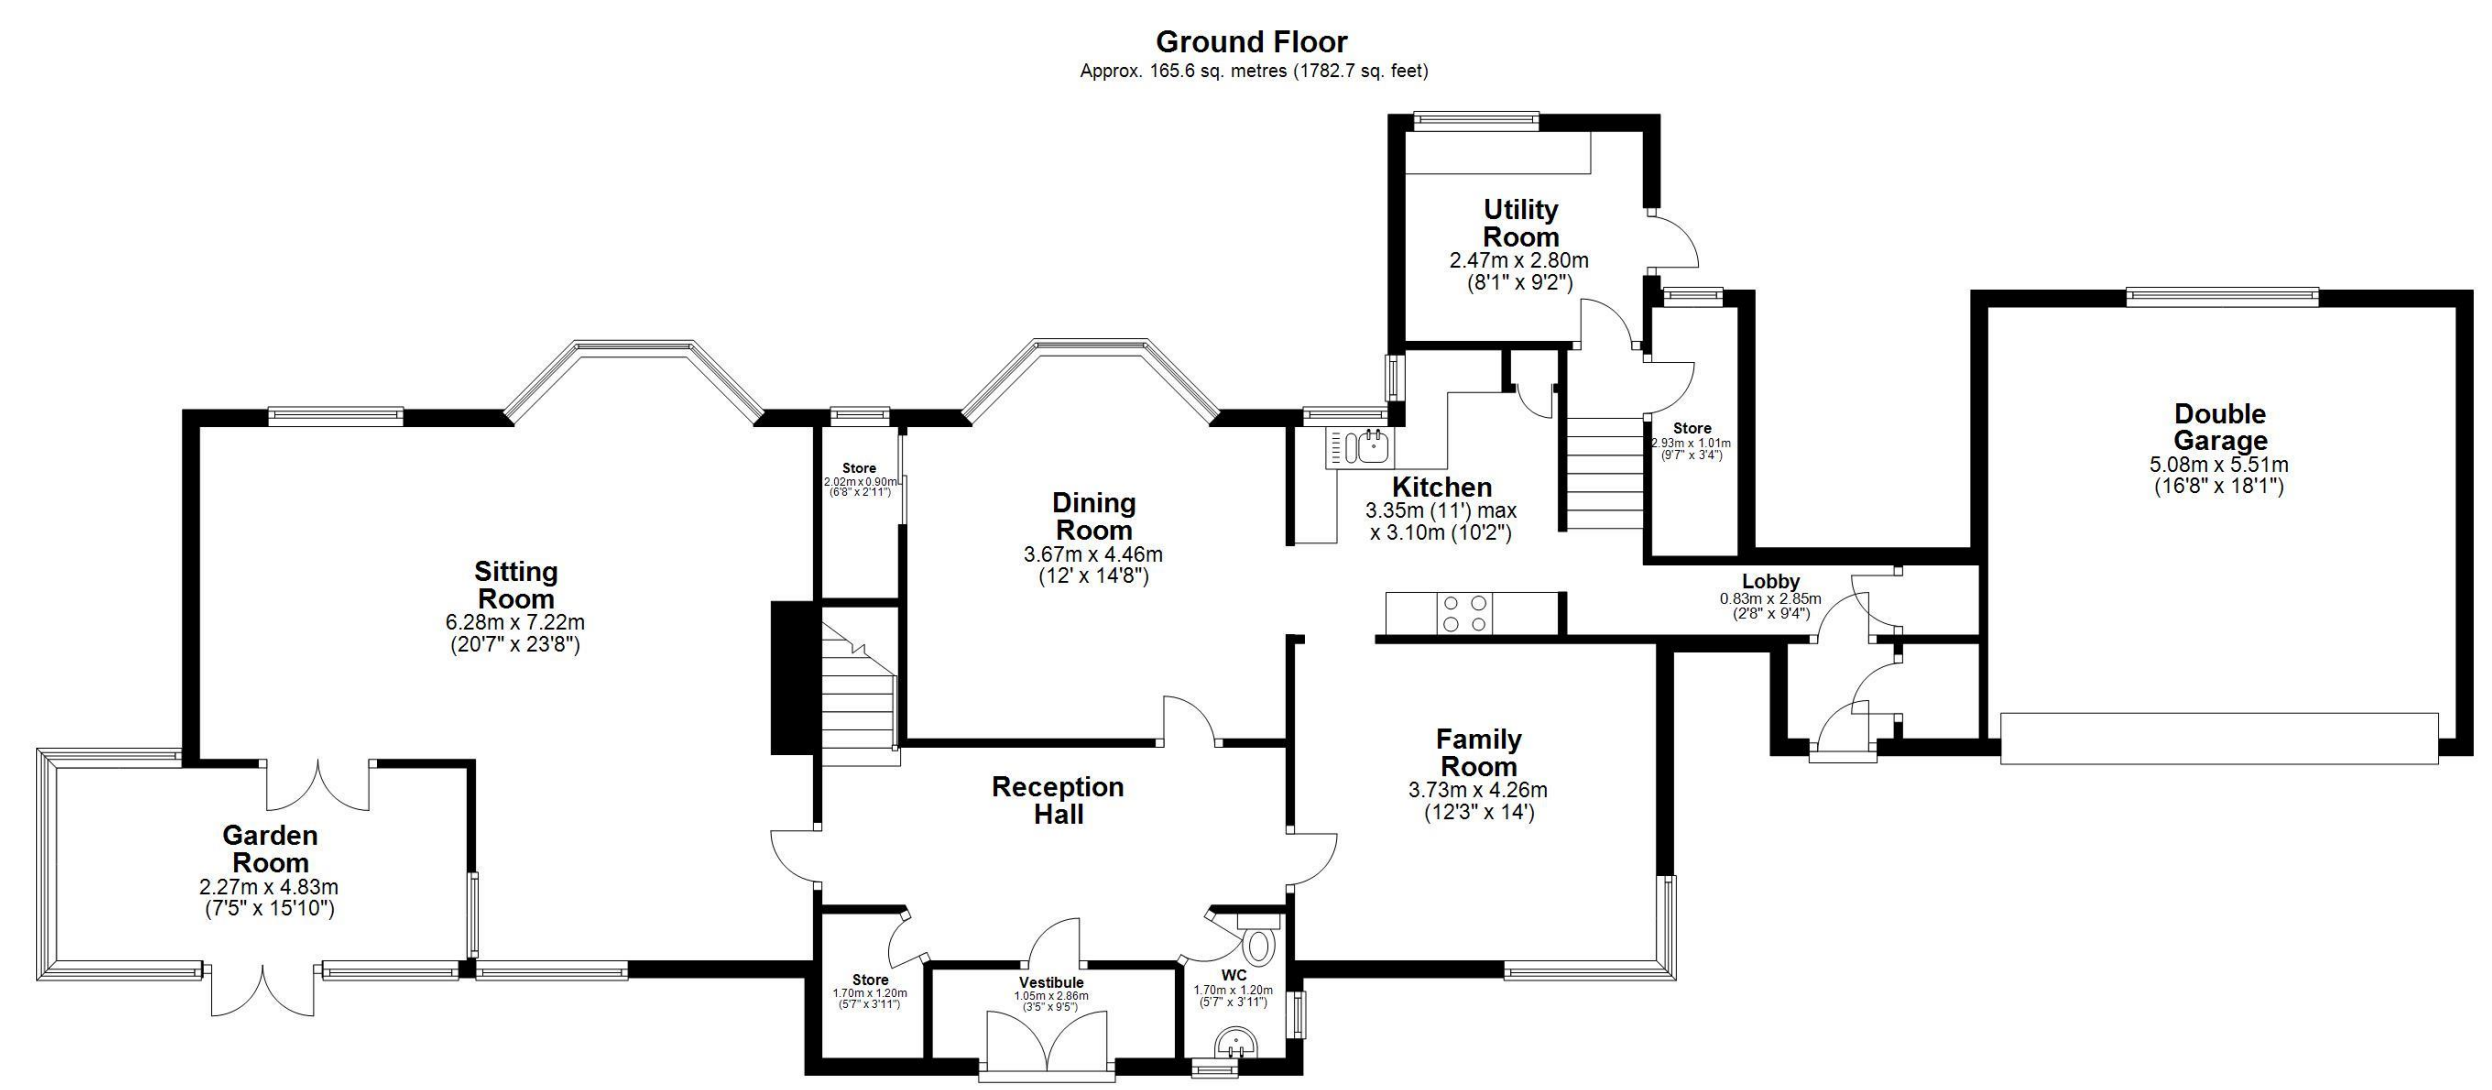 Ground Floor
Approx. 165.6 sq. metres (1782.7 sq. feet)
Utility
Room
2.47m x 2.80m
(8'1" x 9'2")
Double
Garage
5.08m x 5.51m
(16'8" x 18'1")
Store
2.93m x 1.01m
(9'7" x 3'4")
Store
2.02m x 0.90m
(6'8" x 2'11")
Dining
Room
3.67m x 4.46m
(12' x 14'8")
Kitchen
3.35m (11') max
x 3.10m (10'2")
Sitting
Room
6.28m x 7.22m
(20'7" x 23'8")
Lobby
0.83m x 2.85m
(2'8" x 9'4")
Family
Room
3.73m x 4.26m
(12'3" x 14')
Reception
Hall
Garden
Room
2.27m x 4.83m
(7'5" x 15'10")
Store
1.70m x 1.20m
(5'7" x 3'11")
Vestibule
1.05m x 2.86m
(3'5" x 9'5")
WC
1.70m x 1.20m
(5'7" x 3'11")